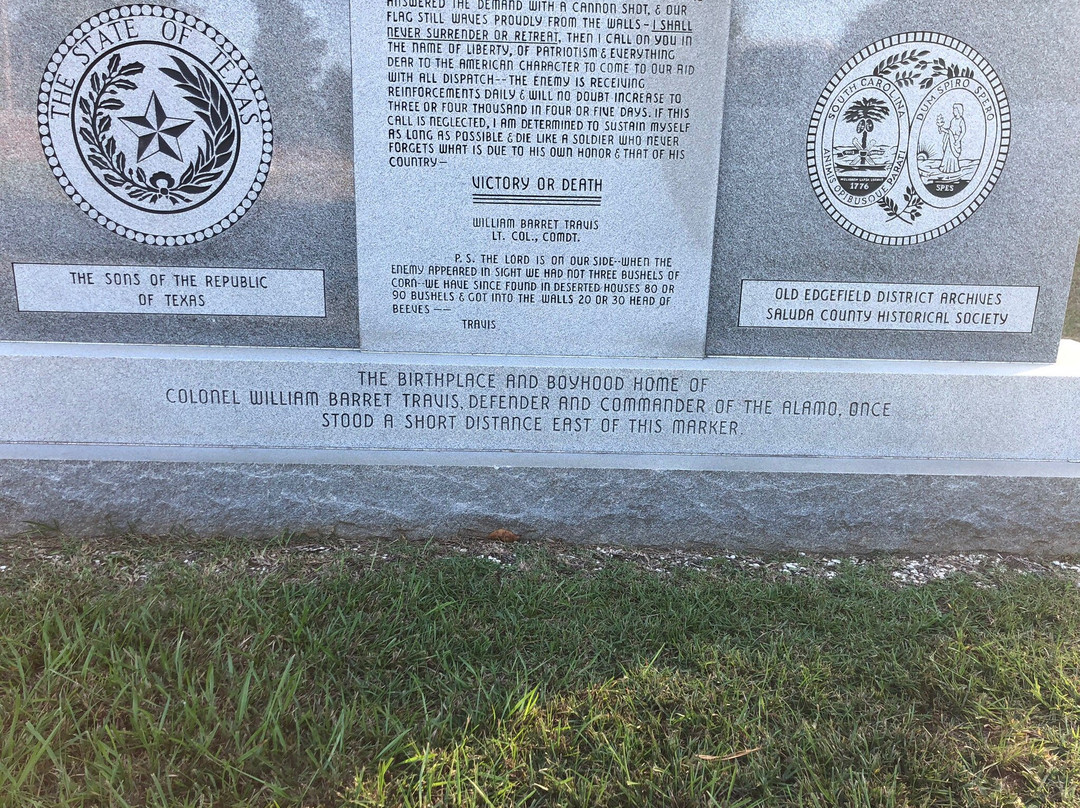 THE STATE OF TEXAS
ANSWERED THE DEMAND WITH A CANNON SHOT, & OUR
FLAG STILL WAVES PROUDLY FROM THE WALLS - I SHALL
NEVER SURRENDER OR RETREAT, THEN I CALL ON YOU IN
THE NAME OF LIBERTY, OF PATRIOTISM & EVERYTHING
DEAR TO THE AMERICAN CHARACTER TO COME TO OUR AID
WITH ALL DISPATCH--THE ENEMY IS RECEIVING
REINFORCEMENTS DAILY & WILL NO DOUBT INCREASE TO
THREE OR FOUR THOUSAND IN FOUR OR FIVE DAYS. IF THIS
CALL IS NEGLECTED, I AM DETERMINED TO SUSTAIN MYSELF
AS LONG AS POSSIBLE & DIE LIKE A SOLDIER WHO NEVER
FORGETS WHAT IS DUE TO HIS OWN HONOR & THAT OF HIS
COUNTRY—
VICTORY OR DEATH
WILLIAM BARRET TRAVIS
LT. COL., COMDT.
P. S. THE LORD IS ON OUR SIDE--WHEN THE
ENEMY APPEARED IN SIGHT WE HAD NOT THREE BUSHELS OF
CORN--WE HAVE SINCE FOUND IN DESERTED HOUSES 80 OR
90 BUSHELS & GOT INTO THE WALLS 20 OR 30 HEAD OF
BEEVES ——
TRAVIS
SOUTH CAROLINA
ANIMIS OPIBUSQUE PARATI
1776
DUM SPIRO SPERO
SPES
THE SONS OF THE REPUBLIC
OF TEXAS
OLD EDGEFIELD DISTRICT ARCHIVES
SALUDA COUNTY HISTORICAL SOCIETY
THE BIRTHPLACE AND BOYHOOD HOME OF
COLONEL WILLIAM BARRET TRAVIS, DEFENDER AND COMMANDER OF THE ALAMO, ONCE
STOOD A SHORT DISTANCE EAST OF THIS MARKER.